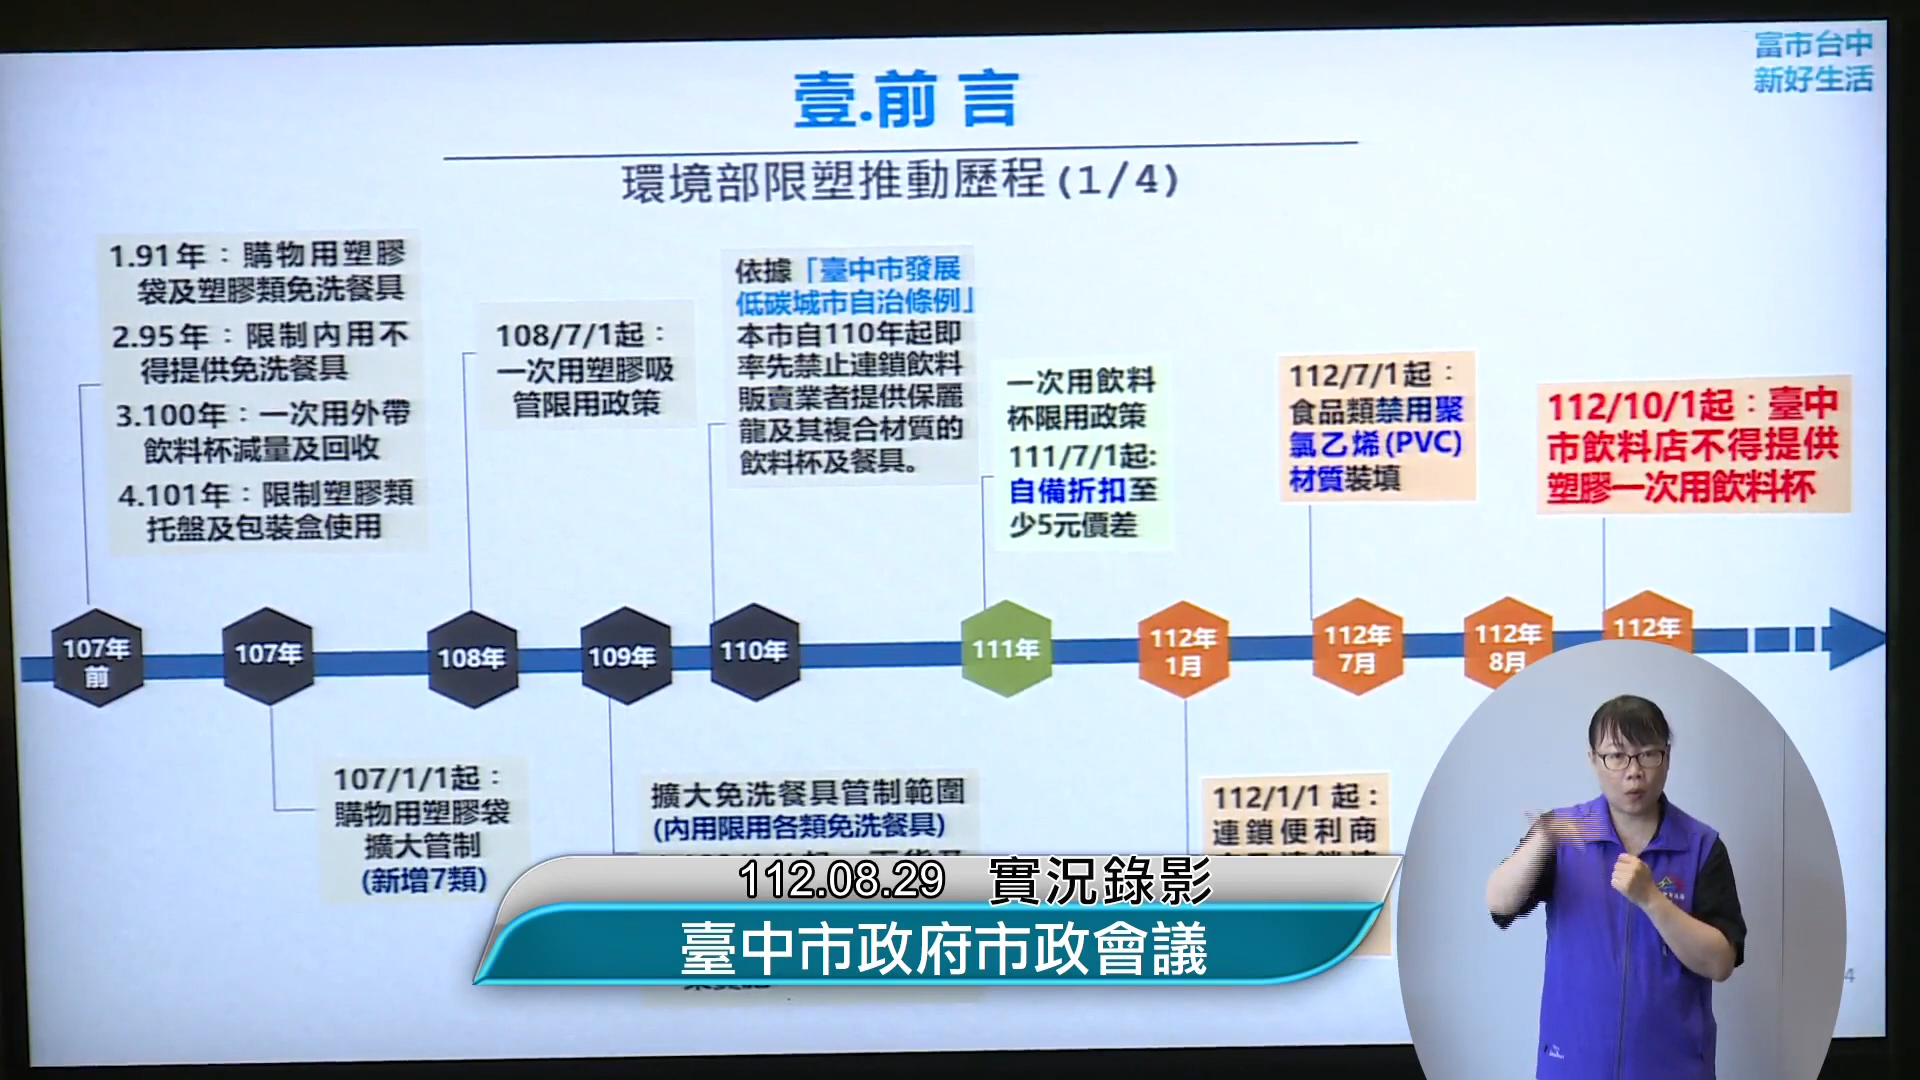 富市台中
新好生活
壹.前言
環境部限塑推動歷程(1/4)
1.91年：購物用塑膠
袋及塑膠類免洗餐具
2.95年：限制內用不
得提供免洗餐具
3.100年：一次用外帶
飲料杯減量及回收
4.101年：限制塑膠類
托盤及包裝盒使用
108/7/1起：
一次用塑膠吸
管限用政策
依據「臺中市發展
低碳城市自治條例」
本市自110年起即
率先禁止連鎖飲料
販賣業者提供保麗
龍及其複合材質的
飲料杯及餐具。
一次用飲料
杯限用政策
111/7/1起:
自備折扣至
少5元價差
112/7/1起：
食品類禁用聚
氯乙烯(PVC)
材質裝填
112/10/1起：臺中
市飲料店不得提供
塑膠一次用飲料杯
107年
前
107年
108年
109年
110年
111年
112年
1月
112年
7月
112年
8月
112年
107/1/1起：
購物用塑膠袋
擴大管制
(新增7類)
擴大免洗餐具管制範圍
(內用限用各類免洗餐具)
112/1/1 起：
連鎖便利商
112.08.29 實況錄影
臺中市政府市政會議
4